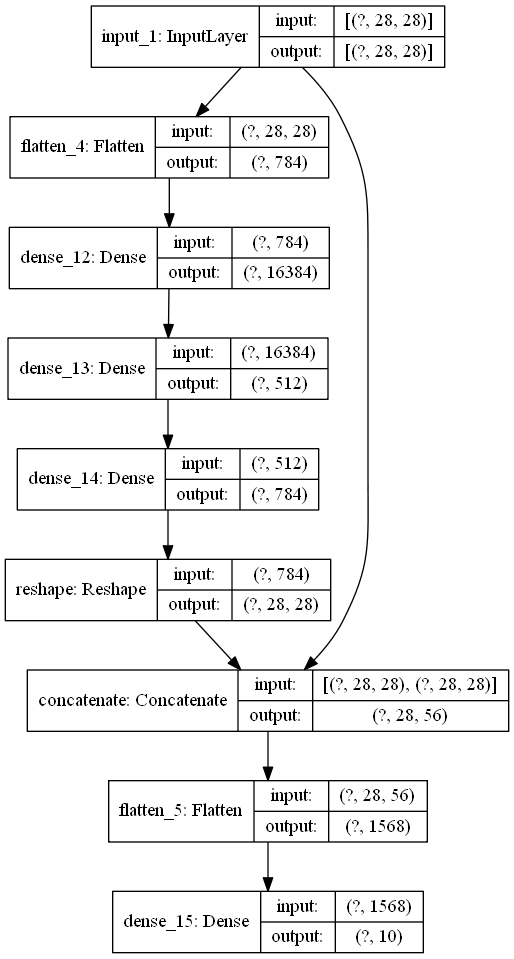 input_1: InputLayer
input: [(?, 28, 28)]
output: [(?, 28, 28)]
flatten_4: Flatten
input: (?, 28, 28)
output: (?, 784)
dense_12: Dense
input: (?, 784)
output: (?, 16384)
dense_13: Dense
input: (?, 16384)
output: (?, 512)
dense_14: Dense
input: (?, 512)
output: (?, 784)
reshape: Reshape
input: (?, 784)
output: (?, 28, 28)
concatenate: Concatenate
input: [(?, 28, 28), (?, 28, 28)]
output: (?, 28, 56)
flatten_5: Flatten
input: (?, 28, 56)
output: (?, 1568)
dense_15: Dense
input: (?, 1568)
output: (?, 10)